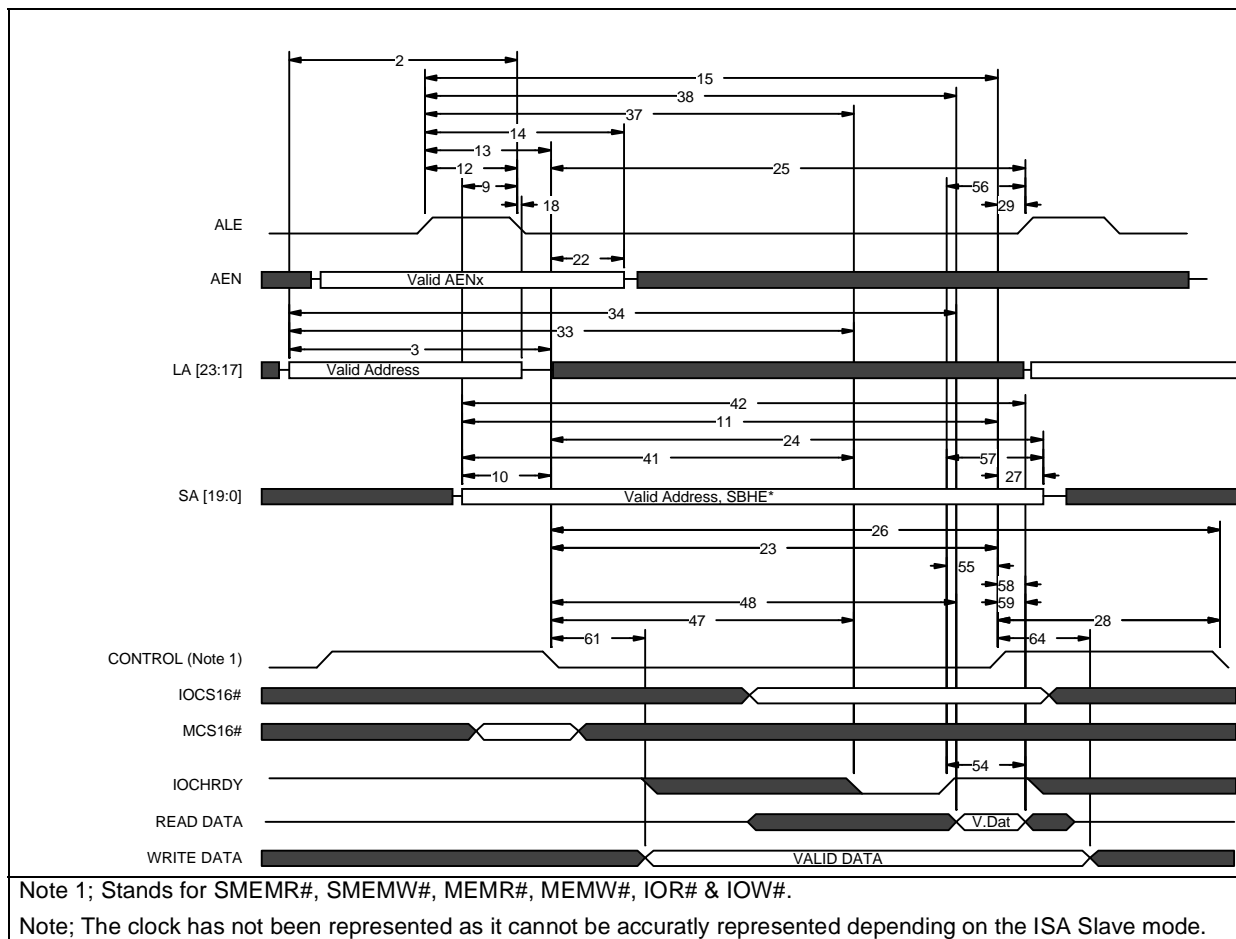 2
15
38
37
14
13
12
25
9
56
18
29
ALE
22
AEN
Valid AENx
34
33
3
LA [23:17]
Valid Address
42
11
24
41
57
10
27
SA [19:0]
Valid Address, SBHE*
26
23
55
58
48
59
47
28
61
64
CONTROL (Note 1)
IOCS16#
MCS16#
54
IOCHRDY
READ DATA
V.Dat
WRITE DATA
VALID DATA
Note 1; Stands for SMEMR#, SMEMW#, MEMR#, MEMW#, IOR# & IOW#.
Note; The clock has not been represented as it cannot be accuratly represented depending on the ISA Slave mode.